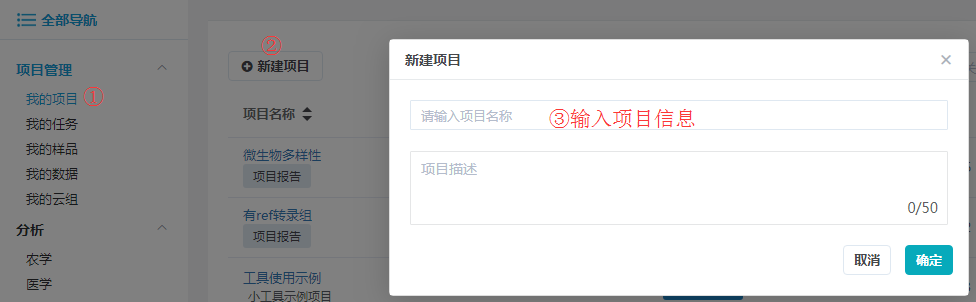 全部导航
项目管理
我的项目 ①
我的任务
我的样品
我的数据
我的云组
分析
农学
医学
②
新建项目
项目名称
微生物多样性
项目报告
有ref转录组
项目报告
工具使用示例
小工具示例项目
新建项目
请输入项目名称
③输入项目信息
项目描述
0/50
取消 确定